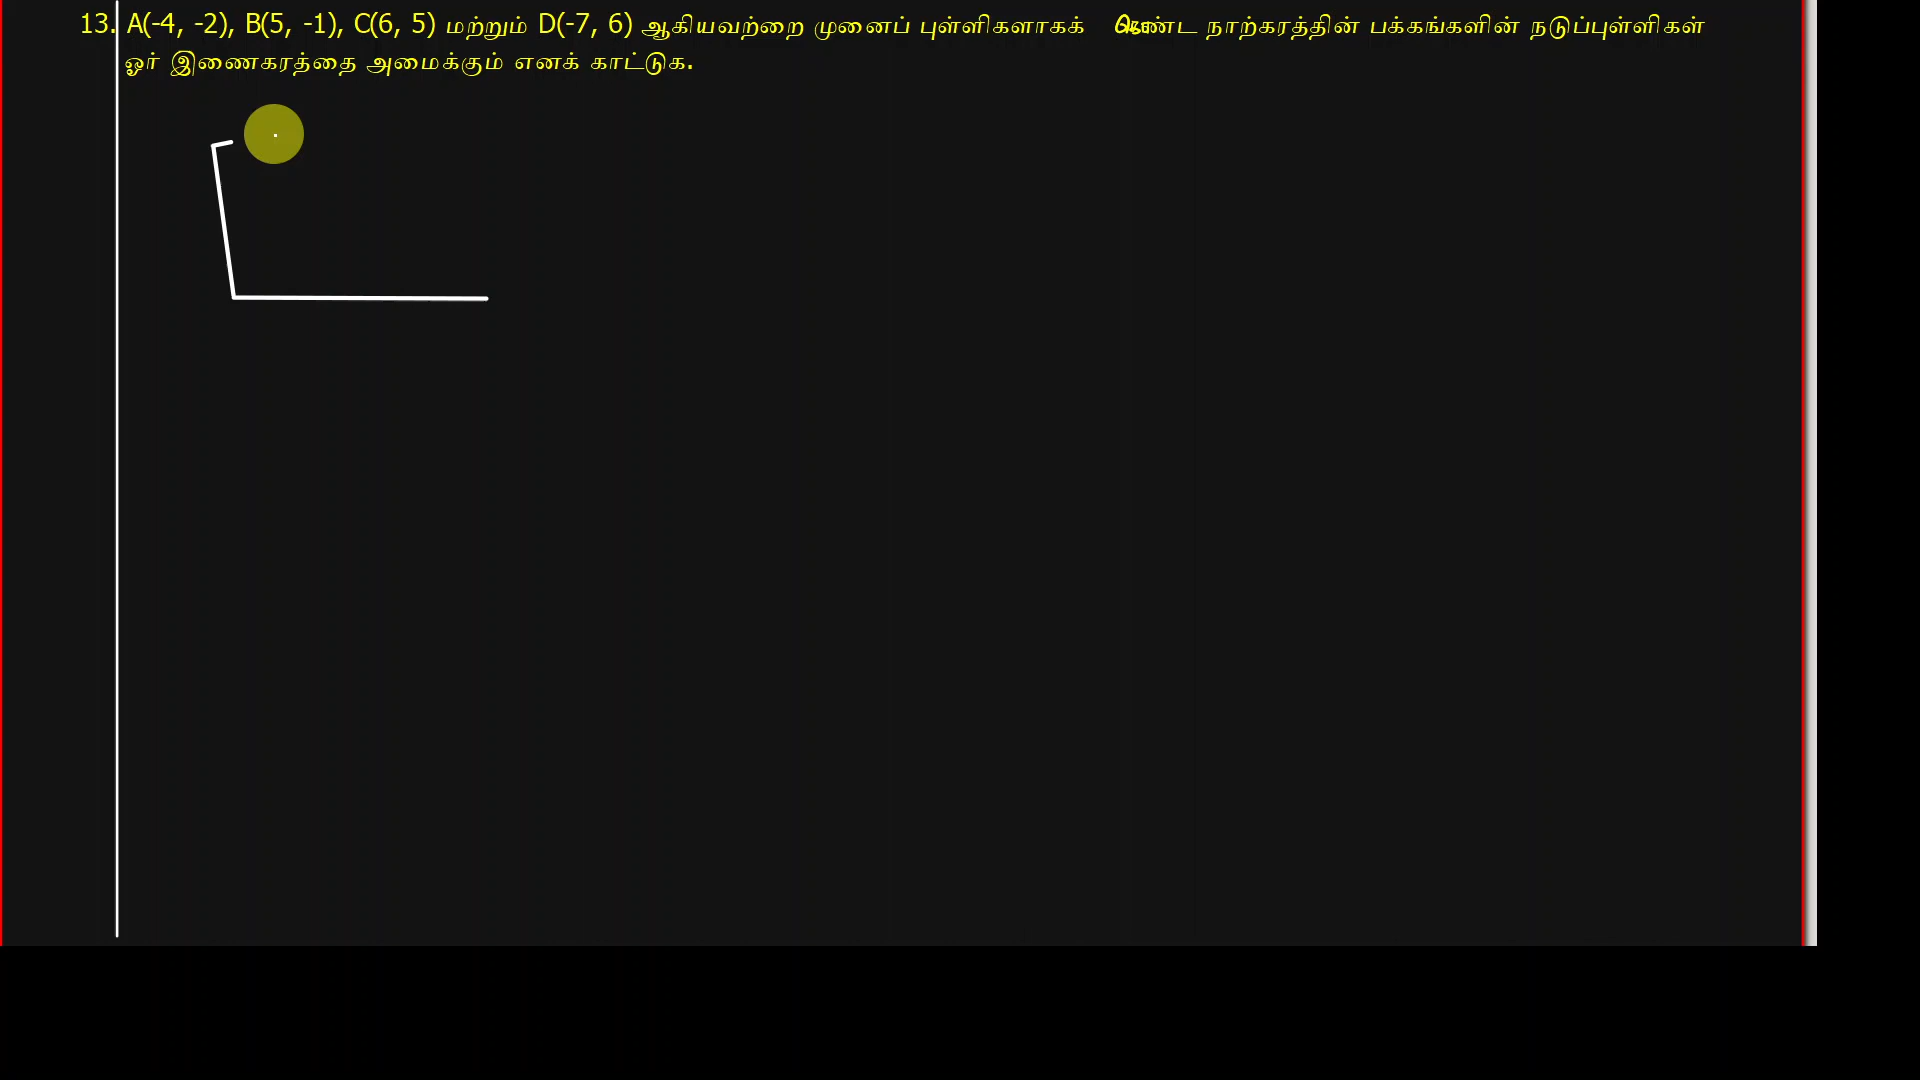 13. A(-4, -2), B(5, -1), C(6, 5) மற்றும் D(-7, 6) ஆகியவற்றை முனைப் புள்ளிகளாகக் கொண்ட நாற்கரத்தின் பக்கங்களின் நடுப்புள்ளிகள்
ஓர் இணைகரத்தை அமைக்கும் எனக் காட்டுக.